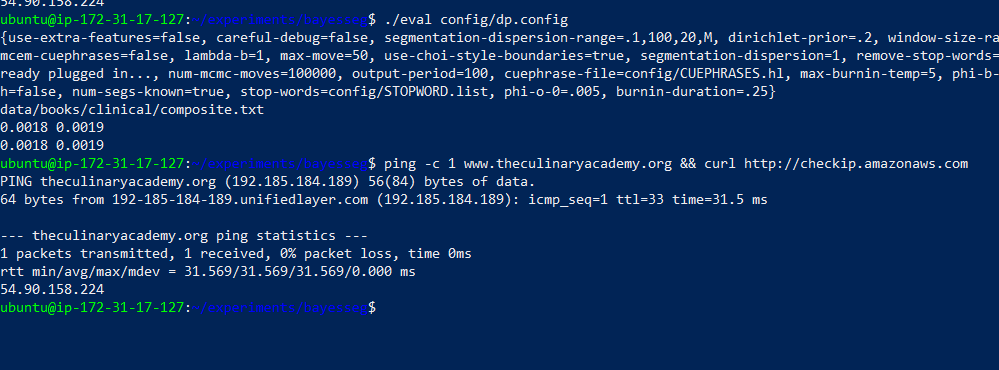 54.90.158.224
ubuntu@ip-172-31-17-127:$ ./eval config/dp.config
{use-extra-features=false, careful-debug=false, segmentation-dispersion-range=.1,100,20,M, dirichlet-prior=.2, window-size-ra
mcem-cuephrases=false, lambda-b=1, max-move=50, use-choi-style-boundaries=true, segmentation-dispersion=1, remove-stop-words=
ready plugged in..., num-mcmc-moves=100000, output-period=100, cuephrase-file=config/CUEPHRASES.hl, max-burnin-temp=5, phi-b-
h=false, num-segs-known=true, stop-words=config/STOPWORD.list, phi-o-0=.005, burnin-duration=.25}
data/books/clinical/composite.txt
0.0018 0.0019
0.0018 0.0019
ubuntu@ip-172-31-17-127:$ ping -c 1 www.theculinaryacademy.org && curl http://checkip.amazonaws.com
PING theculinaryacademy.org (192.185.184.189) 56(84) bytes of data.
64 bytes from 192-185-184-189.unifiedlayer.com (192.185.184.189): icmp_seq=1 ttl=33 time=31.5 ms
--- theculinaryacademy.org ping statistics ---
1 packets transmitted, 1 received, 0% packet loss, time 0ms
rtt min/avg/max/mdev = 31.569/31.569/31.569/0.000 ms
54.90.158.224
ubuntu@ip-172-31-17-127:$